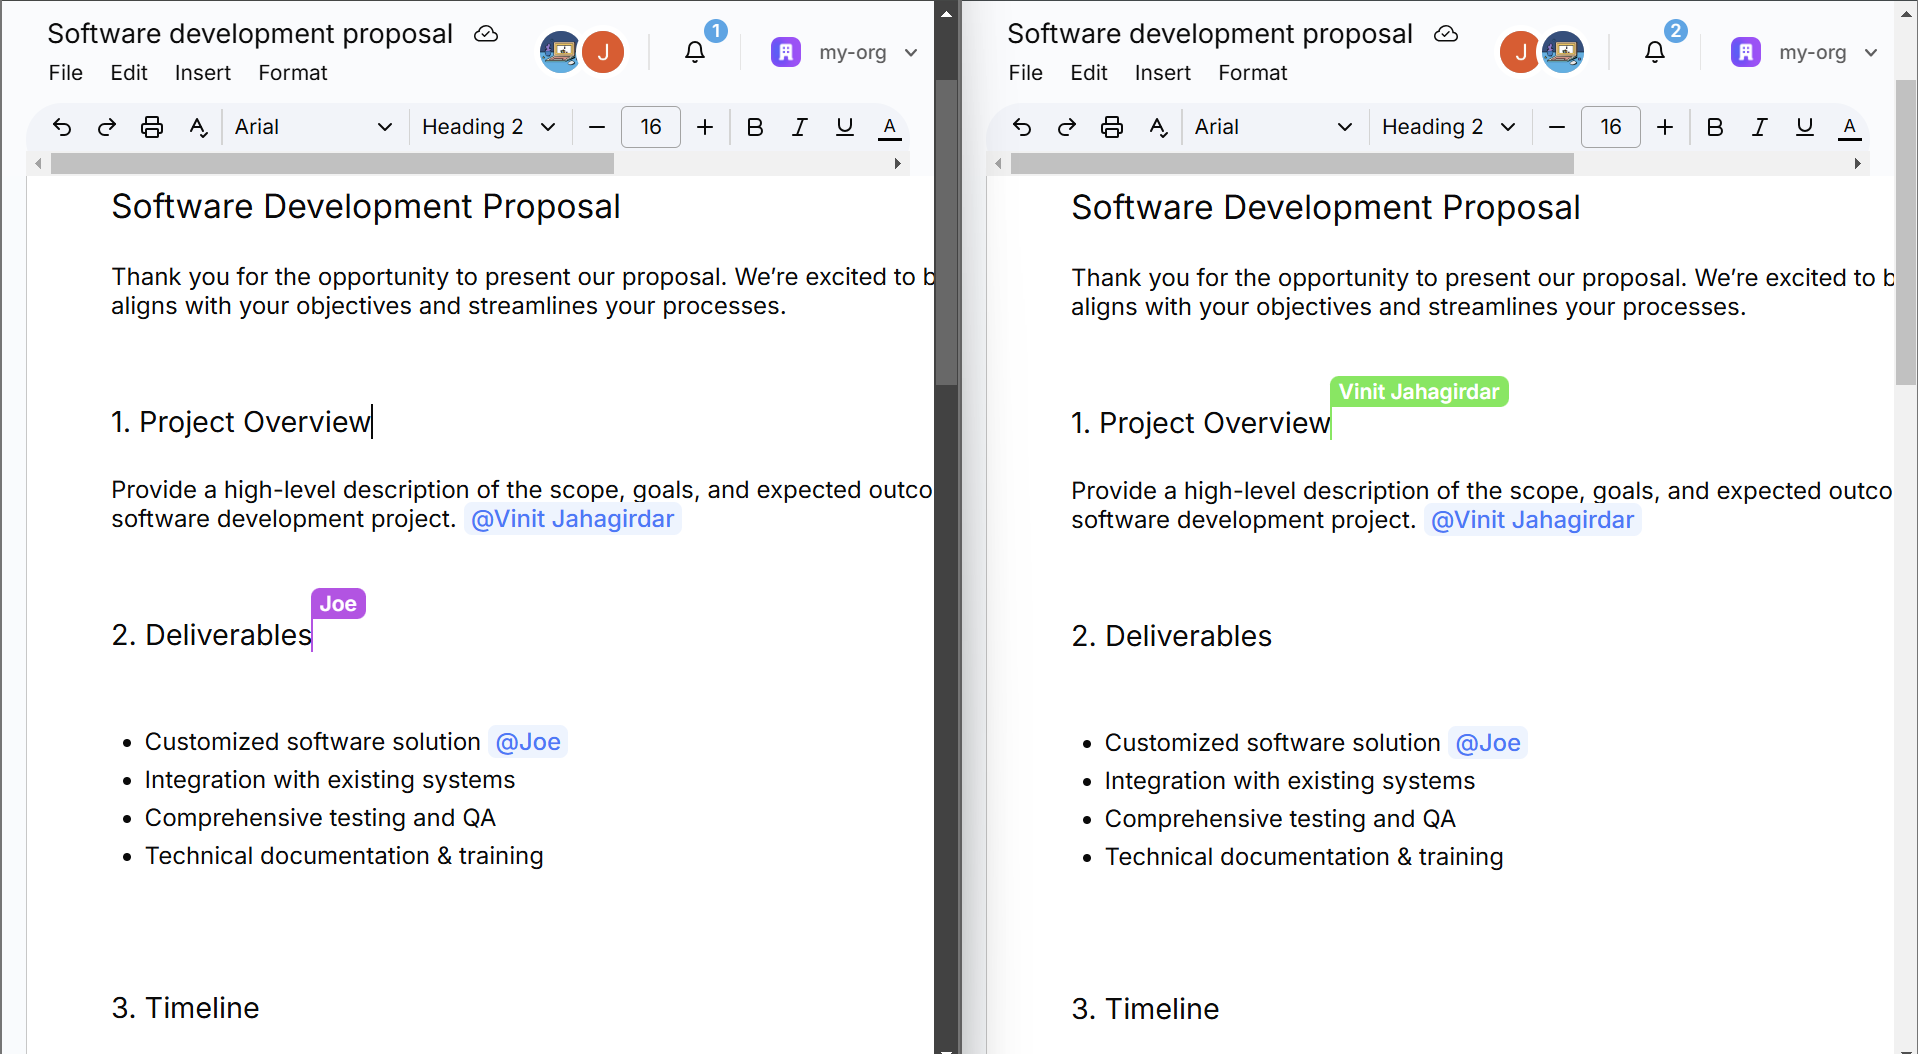 Software development proposal
1
J
my-org
File Edit Insert Format
Arial Heading 2 16 B I U A
Software Development Proposal
Thank you for the opportunity to present our proposal. We're excited to b
aligns with your objectives and streamlines your processes.
1. Project Overview
Provide a high-level description of the scope, goals, and expected outco
software development project. @Vinit Jahagirdar
Joe
2. Deliverables
• Customized software solution @Joe
• Integration with existing systems
• Comprehensive testing and QA
• Technical documentation & training
3. Timeline
Software development proposal
2
J
my-org
File Edit Insert Format
Arial Heading 2 16 B I U A
Software Development Proposal
Thank you for the opportunity to present our proposal. We're excited to b
aligns with your objectives and streamlines your processes.
Vinit Jahagirdar
1. Project Overview
Provide a high-level description of the scope, goals, and expected outco
software development project. @Vinit Jahagirdar
2. Deliverables
• Customized software solution @Joe
• Integration with existing systems
• Comprehensive testing and QA
• Technical documentation & training
3. Timeline